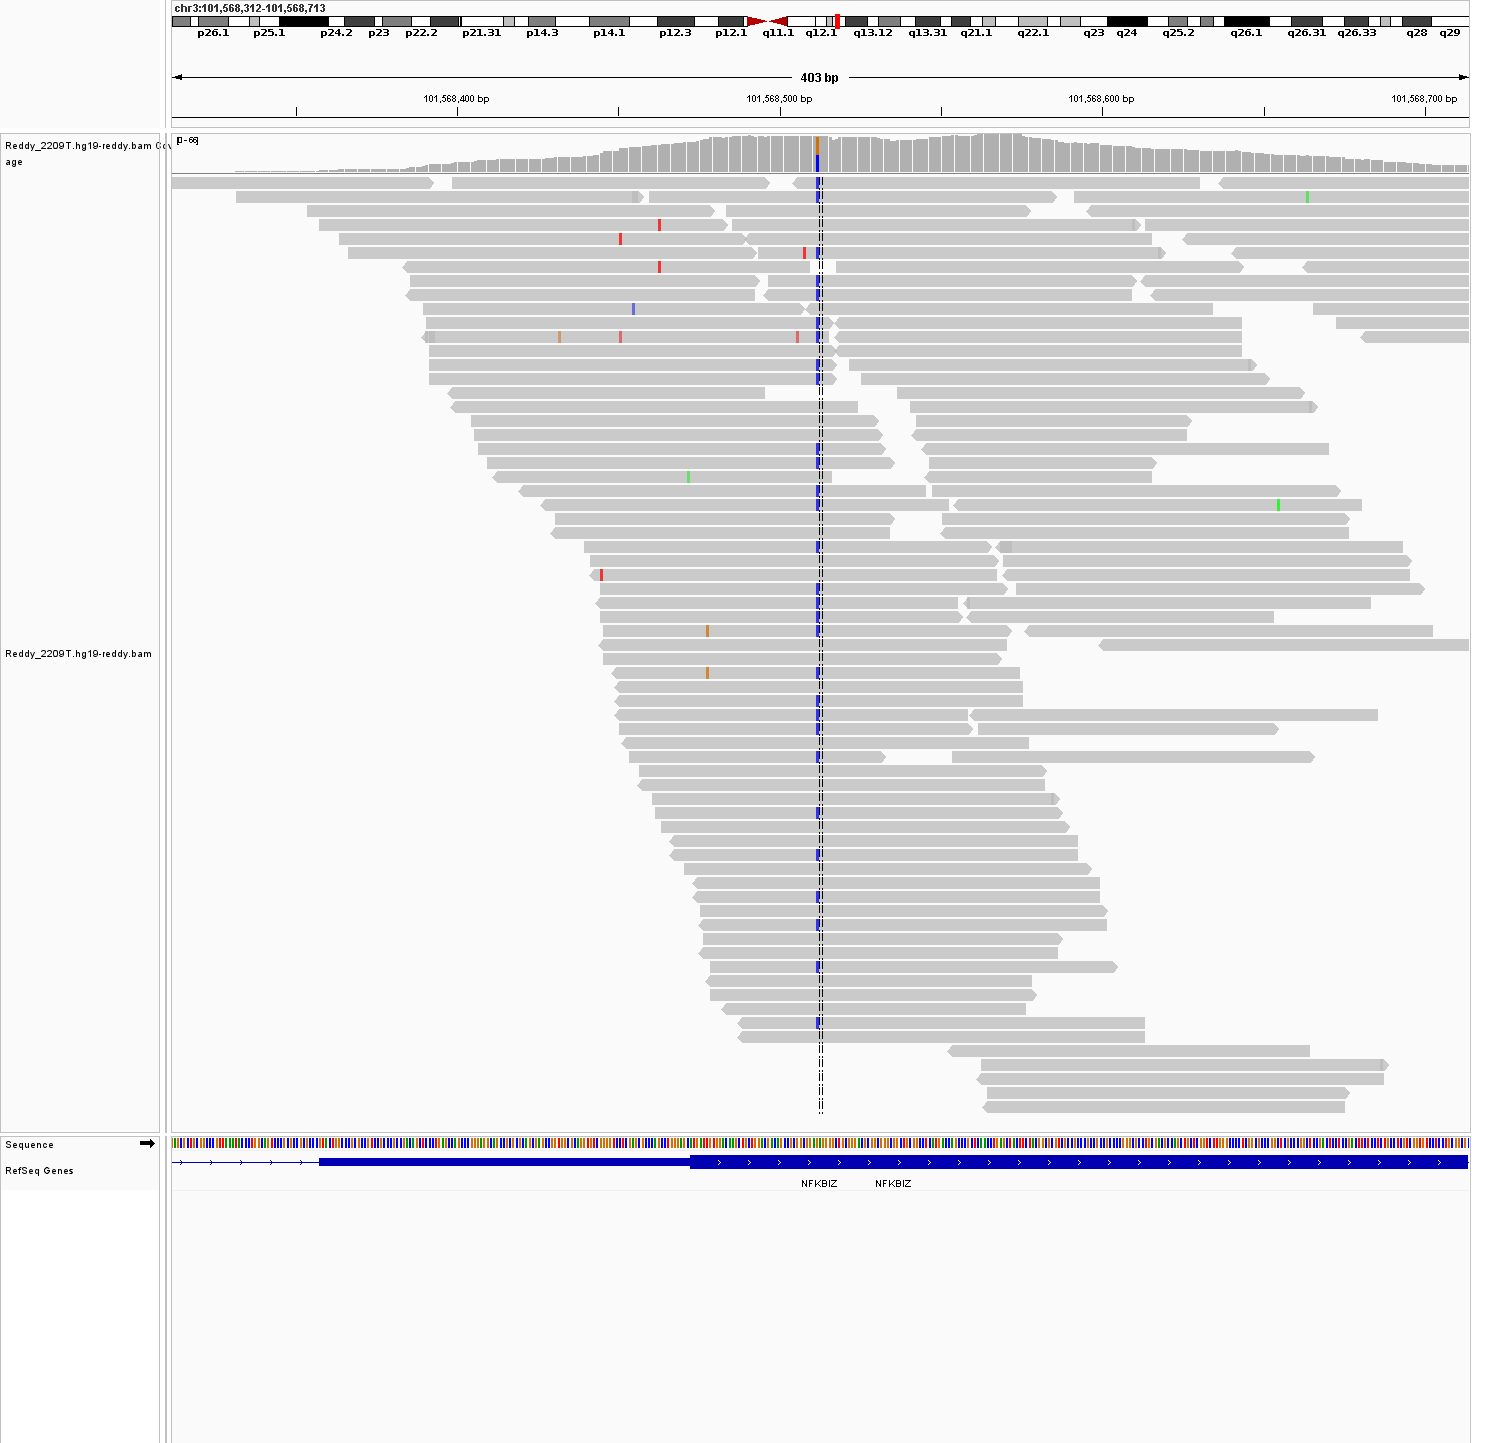 chr3:101,568,312-101,568,713
p26.1 p25.1 p24.2 p23 p22.2 p21.31 p14.3 p14.1 p12.3 p12.1 q11.1 q12.1 q13.12 q13.31 q21.1 q22.1 q23 q24 q25.2 q26.1 q26.31 q26.33 q28 q29
403 bp
101,568,400 bp 101,568,500 bp 101,568,600 bp 101,568,700 bp
[0 - 66]
Reddy_2209T.hg19-reddy.bam Cov
age
Reddy_2209T.hg19-reddy.bam
Sequence
RefSeq Genes
NFKBIZ NFKBIZ